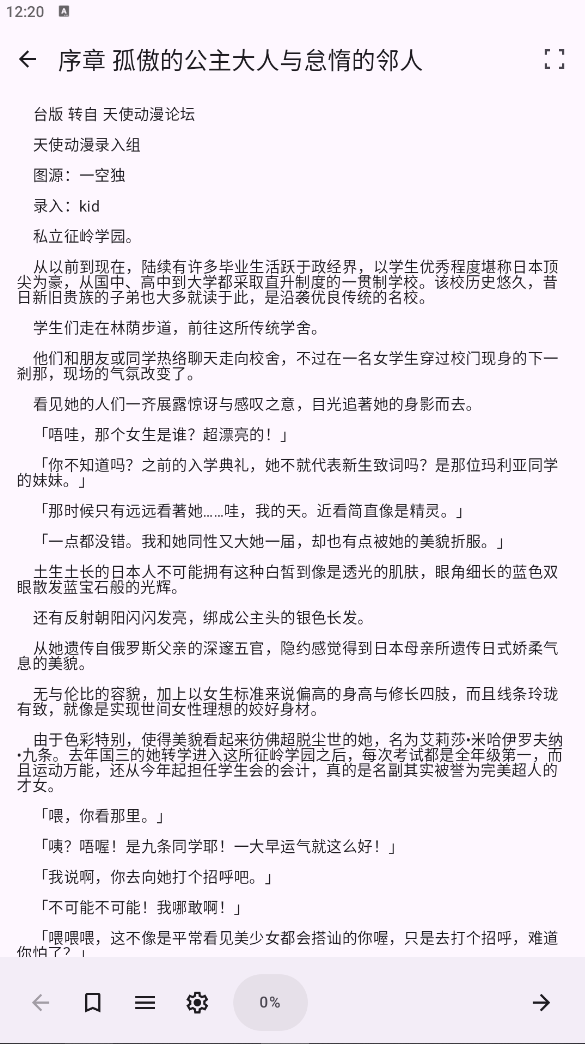 12:20
序章 孤傲的公主大人与怠惰的邻人
台版 转自 天使动漫论坛
天使动漫录入组
图源：一空独
录入：kid
私立征岭学园。
从以前到现在，陆续有许多毕业生活跃于政经界，以学生优秀程度堪称日本顶
尖为豪，从国中、高中到大学都采取直升制度的一贯制学校。该校历史悠久，昔
日新旧贵族的子弟也大多就读于此，是沿袭优良传统的名校。
学生们走在林荫步道，前往这所传统学舍。
他们和朋友或同学热络聊天走向校舍，不过在一名女学生穿过校门现身的下一
剎那，现场的气氛改变了。
看见她的人们一齐展露惊讶与感叹之意，目光追著她的身影而去。
「唔哇，那个女生是谁？超漂亮的！」
「你不知道吗？之前的入学典礼，她不就代表新生致词吗？是那位玛利亚同学
的妹妹。」
「那时候只有远远看著她……哇，我的天。近看简直像是精灵。」
「一点都没错。我和她同性又大她一届，却也有点被她的美貌折服。」
土生土长的日本人不可能拥有这种白皙到像是透光的肌肤，眼角细长的蓝色双
眼散发蓝宝石般的光辉。
还有反射朝阳闪闪发亮，绑成公主头的银色长发。
从她遗传自俄罗斯父亲的深邃五官，隐约感觉得到日本母亲所遗传日式娇柔气
息的美貌。
无与伦比的容貌，加上以女生标准来说偏高的身高与修长四肢，而且线条玲珑
有致，就像是实现世间女性理想的姣好身材。
由于色彩特别，使得美貌看起来彷佛超脱尘世的她，名为艾莉莎•米哈伊罗夫纳
•九条。去年国三的她转学进入这所征岭学园之后，每次考试都是全年级第一，而
且运动万能，还从今年起担任学生会的会计，真的是名副其实被誉为完美超人的
才女。
「喂，你看那里。」
「咦？唔喔！是九条同学耶！一大早运气就这么好！」
「我说啊，你去向她打个招呼吧。」
「不可能不可能！我哪敢啊！」
「喂喂喂，这不像是平常看见美少女都会搭讪的你喔，只是去打个招呼，难道
你怕了？」
0%